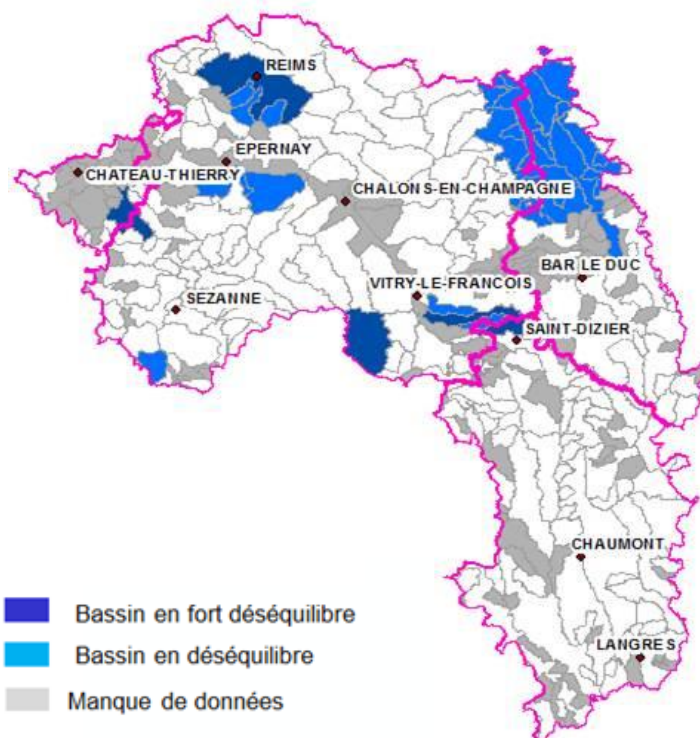 REIMS
EPERNAY
CHATEAU-THIERRY
CHALONS-EN-CHAMPAGNE
BAR LE DUC
VITRY-LE-FRANCOIS
SEZANNE
SAINT-DIZIER
CHAUMONT
LANGRES
Bassin en fort déséquilibre
Bassin en déséquilibre
Manque de données